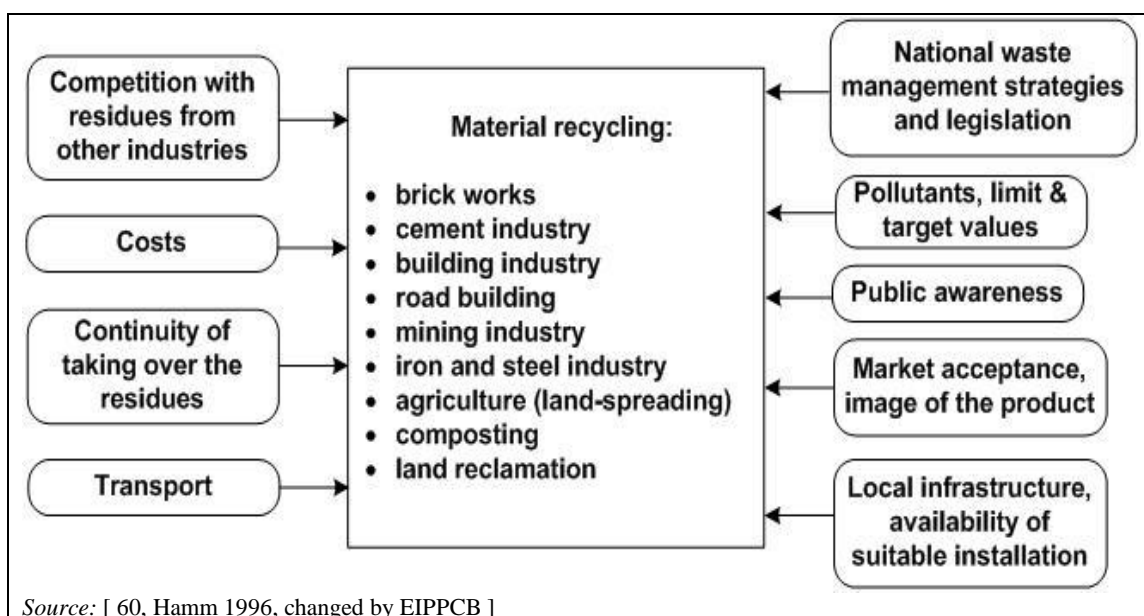 Competition with
residues from
other industries
Costs
Continuity of
taking over the
residues
Transport
Material recycling:
• brick works
• cement industry
• building industry
• road building
• mining industry
• iron and steel industry
• agriculture (land-spreading)
• composting
• land reclamation
National waste
management strategies
and legislation
Pollutants, limit &
target values
Public awareness
Market acceptance,
image of the product
Local infrastructure,
availability of
suitable installation
Source: [ 60, Hamm 1996, changed by EIPPCB ]